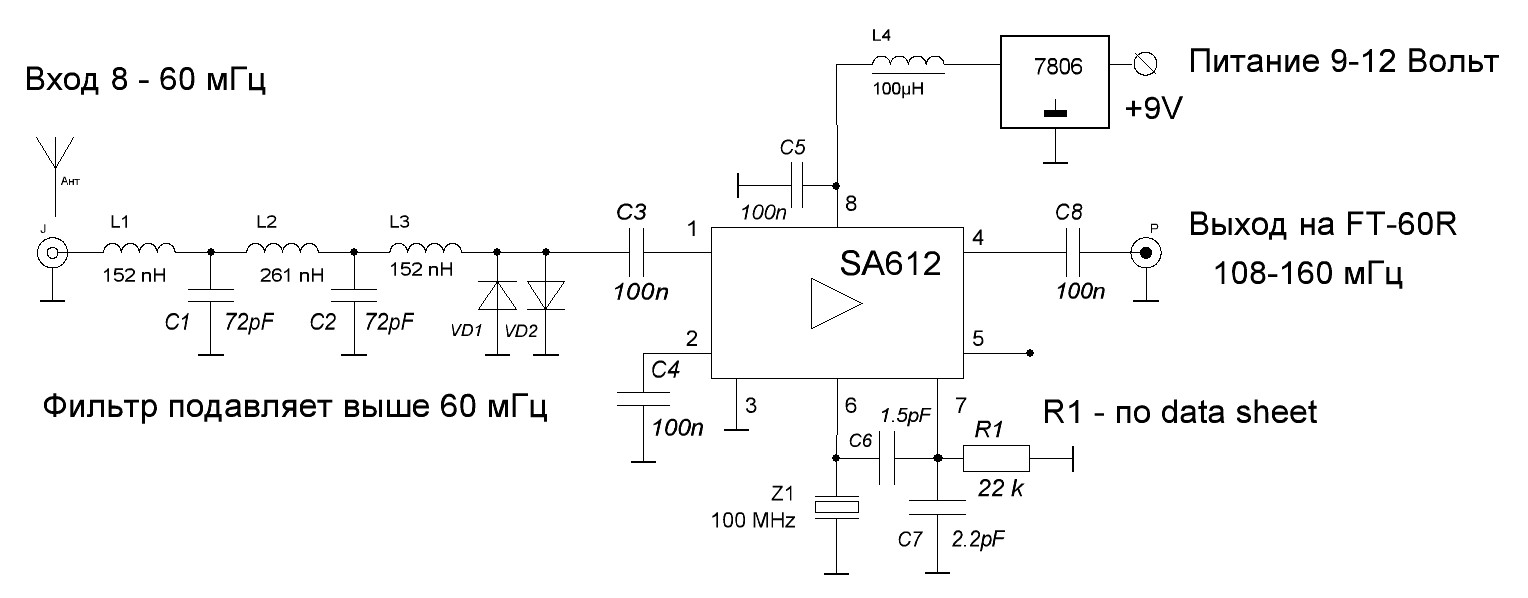 L4
7806
Питание 9-12 Вольт
100µH
+9V
Вход 8 - 60 мГц
Ант
C5
100n
8
J
L1
L2
L3
152 nH
261 nH
152 nH
C1
72pF
C2
72pF
VD1
VD2
C3
100n
1
SA612
4
C8
100n
P
Выход на FT-60R
108-160 мГц
2
5
C4
100n
3
6
7
Фильтр подавляет выше 60 мГц
1.5pF
C6
R1
22 k
R1 - по data sheet
Z1
100 MHz
C7
2.2pF